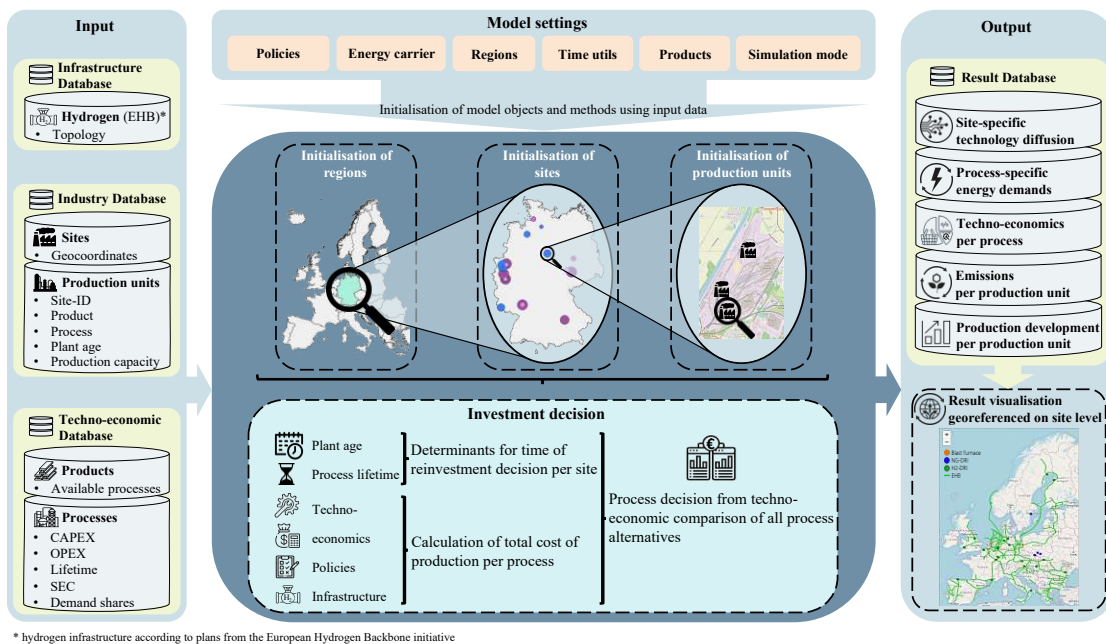 Input
Infrastructure
Database
Hydrogen (EHB)*
• Topology
Industry Database
Sites
• Geocoordinates
Production units
• Site-ID
• Product
• Process
• Plant age
• Production capacity
Techno-economic
Database
Products
• Available processes
Processes
• CAPEX
• OPEX
• Lifetime
• SEC
• Demand shares
Model settings
Policies
Energy carrier
Regions
Time utils
Products
Simulation mode
Initialisation of model objects and methods using input data
Initialisation of
regions
Initialisation of
sites
Initialisation of
production units
Investment decision
Plant age
Process lifetime
Determinants for time of
reinvestment decision per site
Techno-
economics
Policies
Infrastructure
Calculation of total cost of
production per process
Process decision from techno-
economic comparison of all process
alternatives
Output
Result Database
Site-specific
technology diffusion
Process-specific
energy demands
Techno-economics
per process
Emissions
per production unit
Production development
per production unit
Result visualisation
georeferenced on site level
Blast Furnace
NG-DRI
H2-DRI
EHB
* hydrogen infrastructure according to plans from the European Hydrogen Backbone initiative